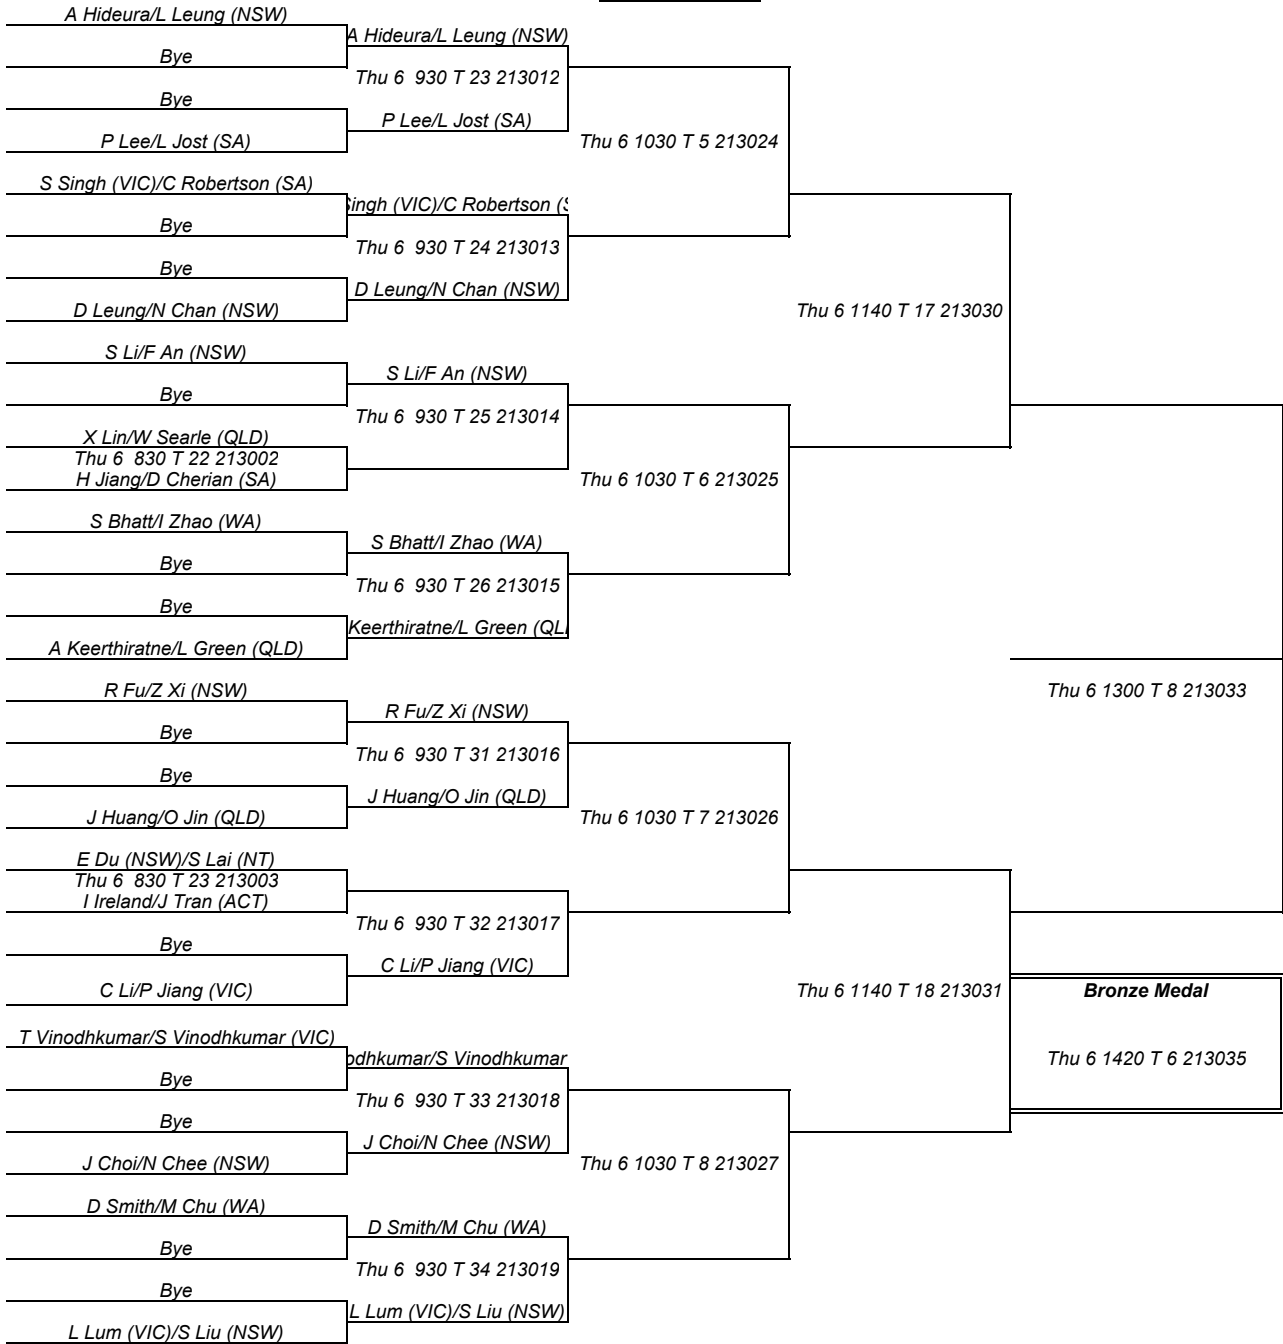 A Hideura/L Leung (NSW)
Bye
Bye
P Lee/L Jost (SA)
S Singh (VIC)/C Robertson (SA)
Bye
Bye
D Leung/N Chan (NSW)
S Li/F An (NSW)
Bye
X Lin/W Searle (QLD)
Thu 6 830 T 22 213002
H Jiang/D Cherian (SA)
S Bhatt/I Zhao (WA)
Bye
Bye
A Keerthiratne/L Green (QLD)
R Fu/Z Xi (NSW)
Bye
Bye
J Huang/O Jin (QLD)
E Du (NSW)/S Lai (NT)
Thu 6 830 T 23 213003
I Ireland/J Tran (ACT)
Bye
C Li/P Jiang (VIC)
T Vinodhkumar/S Vinodhkumar (VIC)
Bye
Bye
J Choi/N Chee (NSW)
D Smith/M Chu (WA)
Bye
Bye
L Lum (VIC)/S Liu (NSW)
A Hideura/L Leung (NSW)
Thu 6 930 T 23 213012
P Lee/L Jost (SA)
Singh (VIC)/C Robertson (S
Thu 6 930 T 24 213013
D Leung/N Chan (NSW)
S Li/F An (NSW)
Thu 6 930 T 25 213014
S Bhatt/I Zhao (WA)
Thu 6 930 T 26 213015
Keerthiratne/L Green (QL
R Fu/Z Xi (NSW)
Thu 6 930 T 31 213016
J Huang/O Jin (QLD)
Thu 6 930 T 32 213017
C Li/P Jiang (VIC)
odhkumar/S Vinodhkumar
Thu 6 930 T 33 213018
J Choi/N Chee (NSW)
D Smith/M Chu (WA)
Thu 6 930 T 34 213019
L Lum (VIC)/S Liu (NSW)
Thu 6 1030 T 5 213024
Thu 6 1030 T 6 213025
Thu 6 1030 T 7 213026
Thu 6 1030 T 8 213027
Thu 6 1140 T 17 213030
Thu 6 1140 T 18 213031
Thu 6 1300 T 8 213033
Bronze Medal
Thu 6 1420 T 6 213035